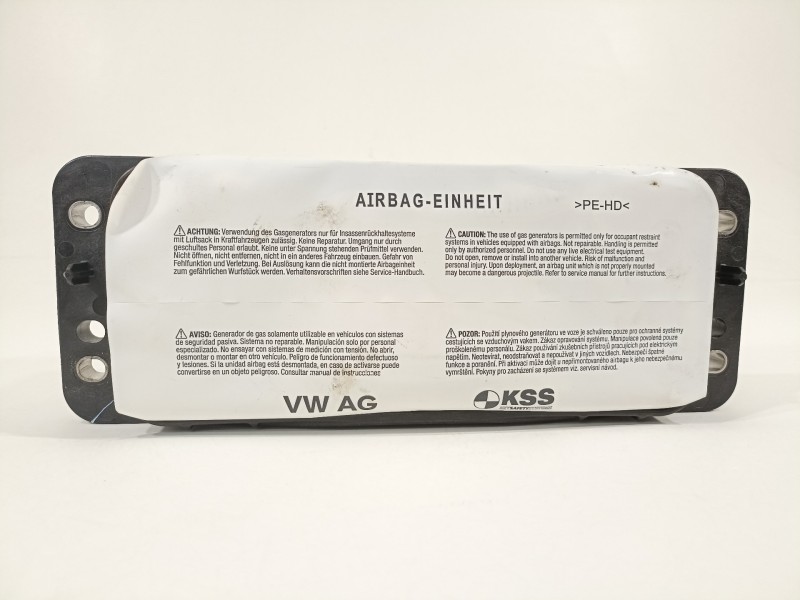 AIRBAG-EINHEIT
>PE-HD<
ACHTUNG: Verwendung des Gasgenerators nur für Insassenrückhaltesysteme
mit Luftsack in Kraftfahrzeugen zulässig. Keine Reparatur. Umgang nur durch
geschultes Personal erlaubt. Keine unter Spannung stehenden Prüfmittel verwenden.
Nicht öffnen, nicht entfernen, nicht in ein anderes Fahrzeug einbauen. Gefahr von
Fehlfunktion und Verletzung. Bei Auslösung kann die nicht montierte Airbageinheit
zum gefährlichen Wurfstück werden. Verhaltensvorschriften siehe Service-Handbuch.
CAUTION: The use of gas generators is permitted only for occupant restraint
systems in vehicles equipped with airbags. Not repairable. Handling is permitted
only by authorized personnel. Do not use any live electrical test equipment.
Do not open, remove or install into another vehicle. Risk of malfunction and
personal injury. Upon deployment, an airbag unit which is not properly mounted
may become a dangerous projectile. Refer to service manual for further instructions.
AVISO: Generador de gas solamente utilizable en vehículos con sistemas
de seguridad pasiva. Sistema no reparable. Manipulación solo por personal
especializado. No ensayar con sistemas de medición con tensión. No abrir,
desmontar o montar en otro vehículo. Peligro de funcionamiento defectuoso
y lesiones. Si la unidad airbag está desmontada, en caso de activarse puede
convertirse en un objeto peligroso. Consultar manual de instrucciones
POZOR: Použití plynového generátoru ve voze je schváleno pouze pro ochranné systémy
cestujících se vzduchovým vakem. Zákaz opravování systému. Manipulace povolena pouze
proškolenému personálu. Zákaz používání zkušebních přístrojů pracujících pod elektrickým
napětím. Neotevírat, neodstraňovat a nepoužívat v jiných vozidlech. Nebezpečí špatné
funkce a poranění. Při aktivaci může dojít u nepřimontovaného airbagu k jeho nebezpečnému
vymrštění. Pokyny pro zacházení se systémem viz. servisní návod.
VW AG
KSS